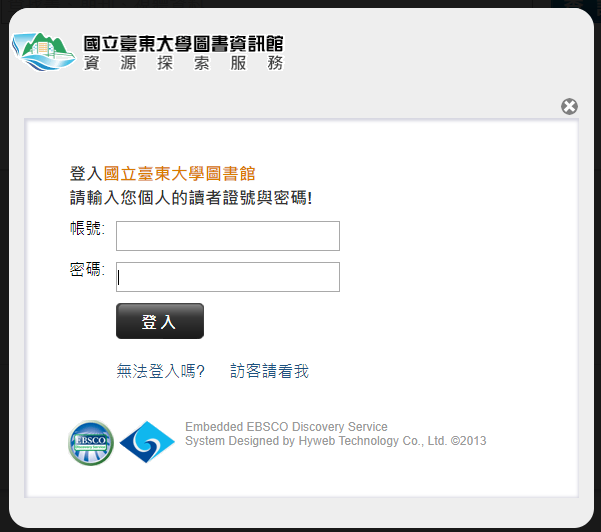 國立臺東大學圖書資訊館
資源探索服務
登入國立臺東大學圖書館
請輸入您個人的讀者證號與密碼!
帳號:
密碼:
登入
無法登入嗎? 訪客請看我
EBSCO
Discovery Service
Embedded EBSCO Discovery Service
System Designed by Hyweb Technology Co., Ltd. ©2013